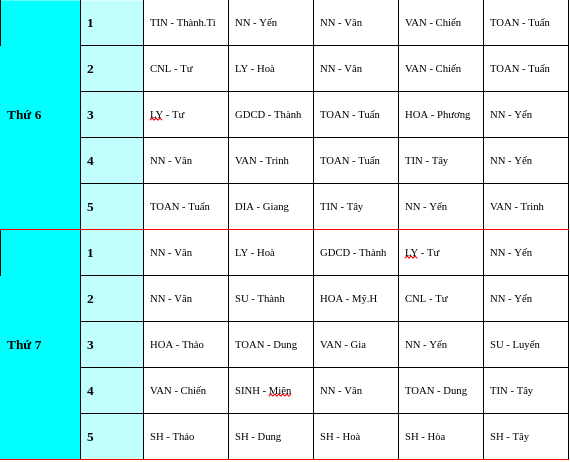 1 TIN - Thành.Ti NN - Yến NN - Vân VAN - Chiến TOAN - Tuấn
2 CNL - Tư LY - Hoà NN - Vân VAN - Chiến TOAN - Tuấn
Thứ 6 3 LY - Tư GDCD - Thành TOAN - Tuấn HOA - Phương NN - Yến
4 NN - Vân VAN - Trinh TOAN - Tuấn TIN - Tây NN - Yến
5 TOAN - Tuấn DIA - Giang TIN - Tây NN - Yến VAN - Trinh
1 NN - Vân LY - Hoà GDCD - Thành LY - Tư NN - Yến
2 NN - Vân SU - Thành HOA - Mỹ.H CNL - Tư NN - Yến
Thứ 7 3 HOA - Thảo TOAN - Dung VAN - Gia NN - Yến SU - Luyến
4 VAN - Chiến SINH - Miên NN - Vân TOAN - Dung TIN - Tây
5 SH - Thảo SH - Dung SH - Hoà SH - Hòa SH - Tây